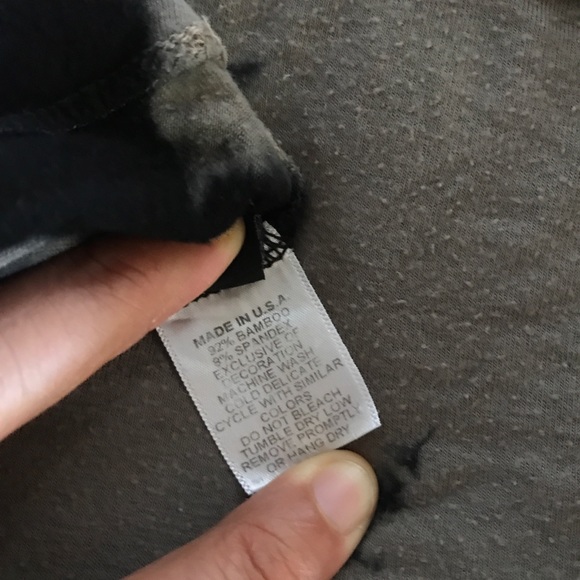 MADE IN U.S.A.
92% BAMBOO
8% SPANDEX
EXCLUSIVE OF
DECORATION
MACHINE WASH
COLD DELICATE
CYCLE WITH SIMILAR
COLORS
DO NOT BLEACH
TUMBLE DRY LOW
REMOVE PROMPTLY
OR HANG DRY